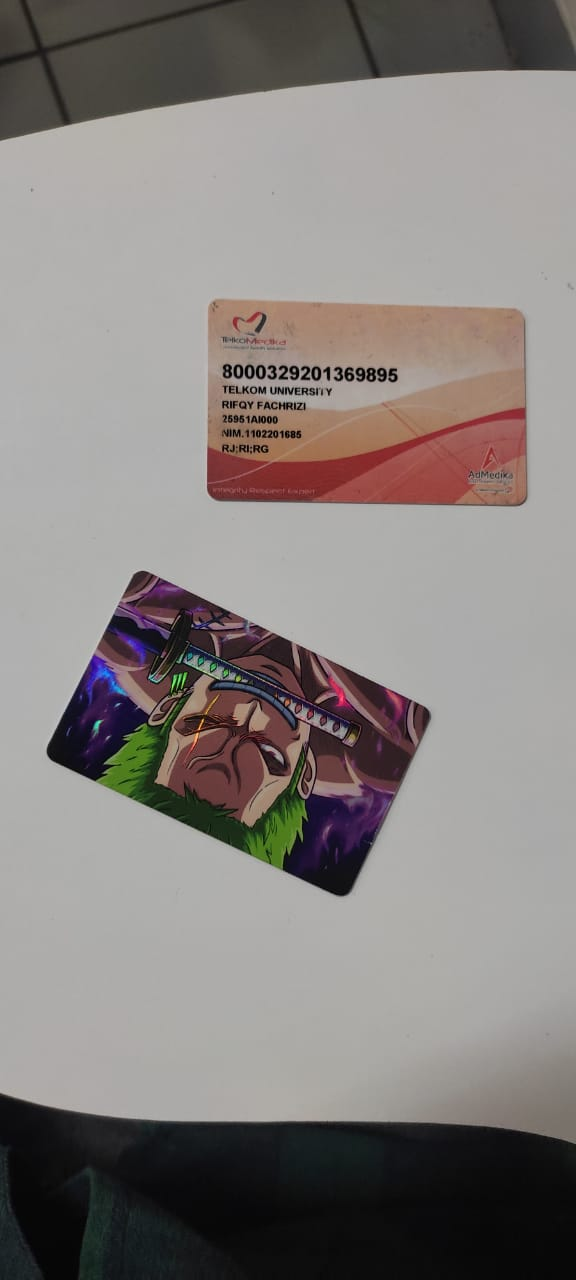 TelkoMedika
8000329201369895
TELKOM UNIVERSITY
RIFQY FACHRIZI
25951AI000
NIM.1102201685
RJ;RI;RG
AdMedika
Integrity Respect Expert